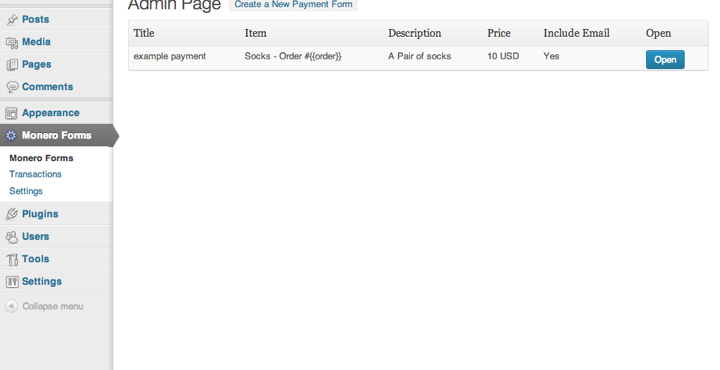 Admin Page Create a New Payment Form
Posts
Media
Pages
Comments
Appearance
Monero Forms
Monero Forms
Transactions
Settings
Plugins
Users
Tools
Settings
Collapse menu
Title Item Description Price Include Email Open
example payment Socks - Order #{{order}} A Pair of socks 10 USD Yes Open